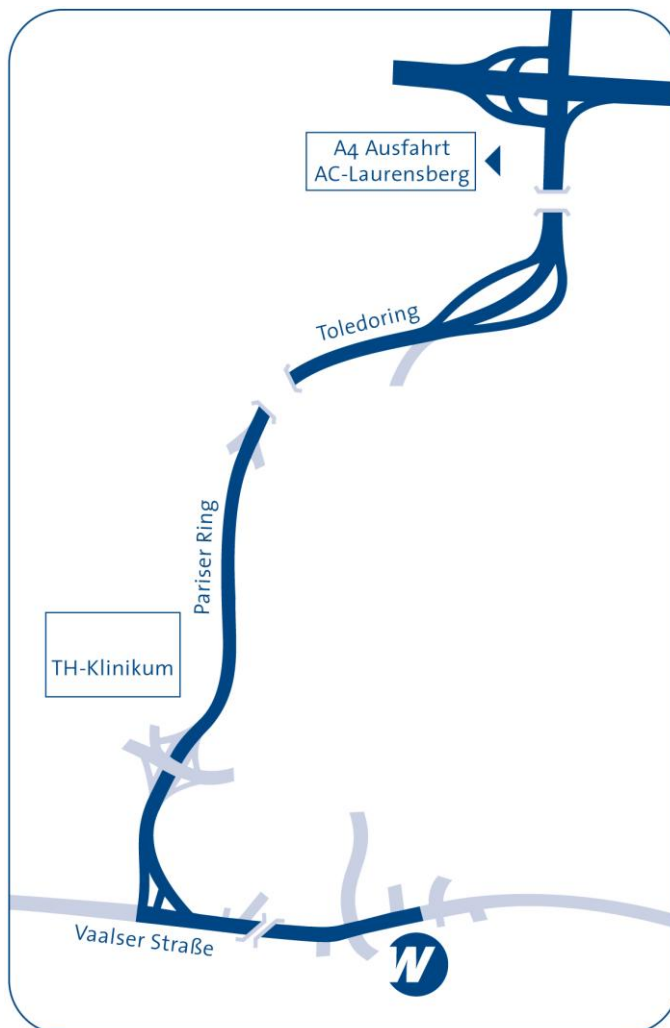 A4 Ausfahrt
AC-Laurensberg
Toledoring
Pariser Ring
TH-Klinikum
Vaalser Straße
W